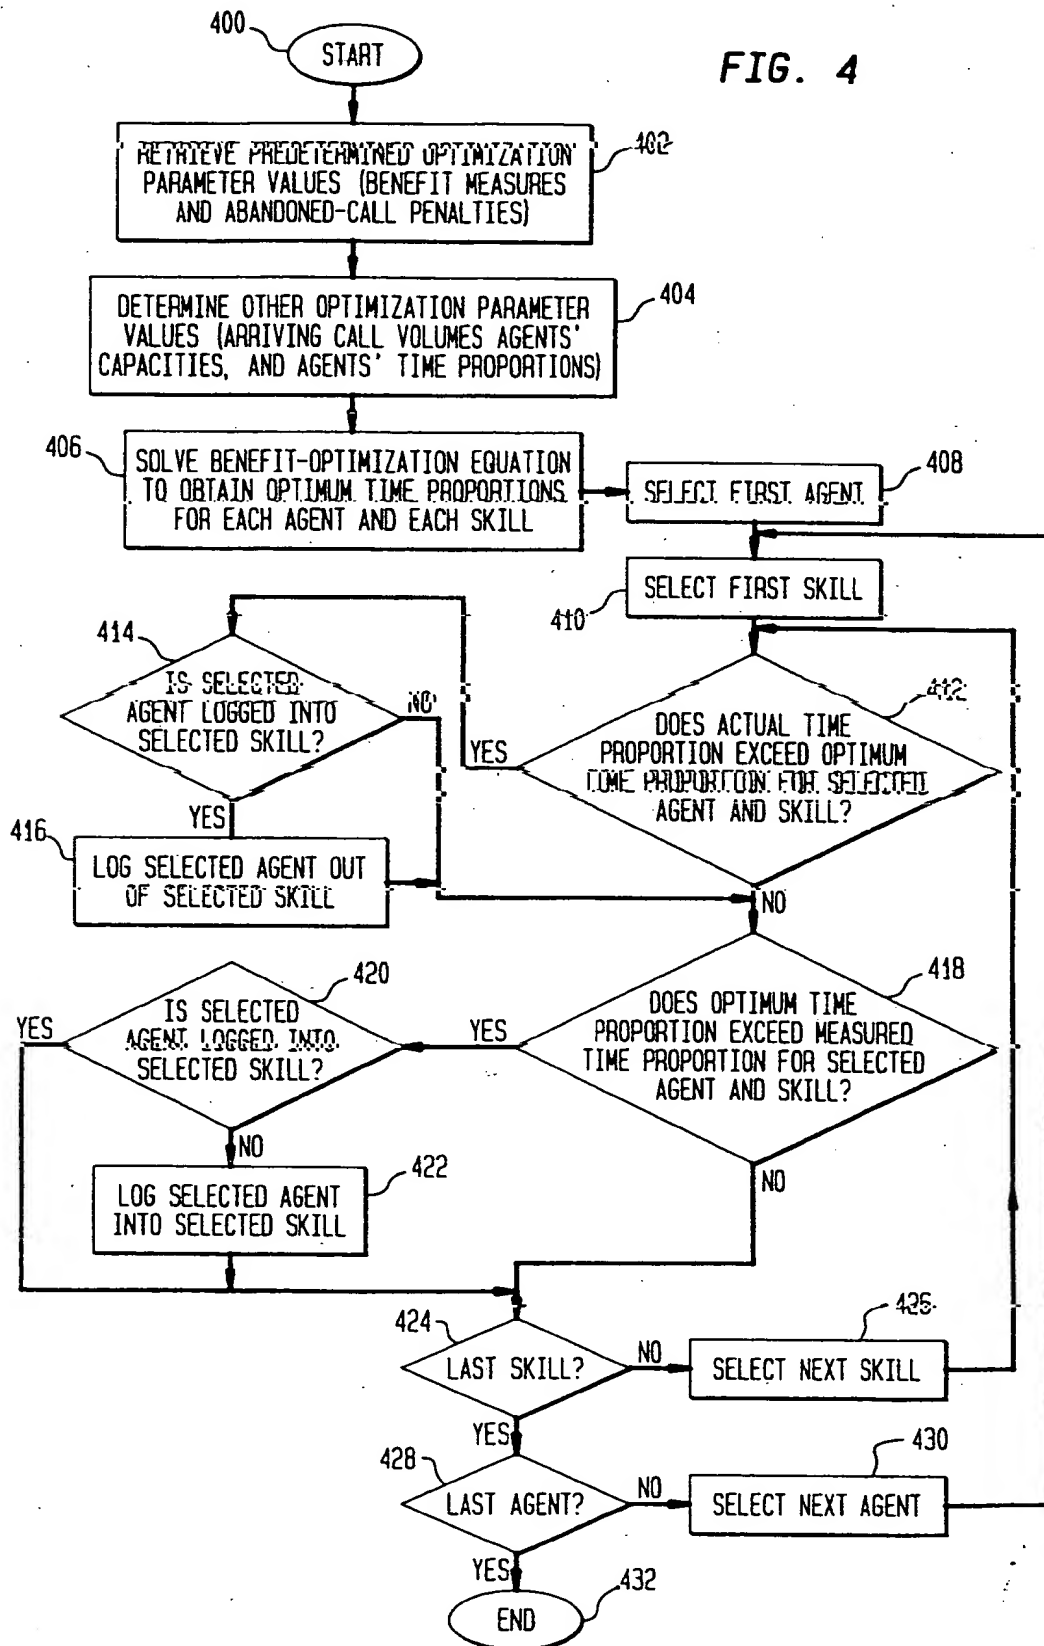 FIG. 4
400
START
402
RETRIEVE PREDETERMINED OPTIMIZATION
PARAMETER VALUES (BENEFIT MEASURES
AND ABANDONED-CALL PENALTIES)
404
DETERMINE OTHER OPTIMIZATION PARAMETER
VALUES (ARRIVING CALL VOLUMES AGENTS'
CAPACITIES, AND AGENTS' TIME PROPORTIONS)
406
SOLVE BENEFIT-OPTIMIZATION EQUATION
TO OBTAIN OPTIMUM TIME PROPORTIONS
FOR EACH AGENT AND EACH SKILL
408
SELECT FIRST AGENT
410
SELECT FIRST SKILL
412
DOES ACTUAL TIME
PROPORTION EXCEED OPTIMUM
TIME PROPORTION FOR SELECTED
AGENT AND SKILL?
YES
NO
414
IS SELECTED
AGENT LOGGED INTO
SELECTED SKILL?
NO
YES
416
LOG SELECTED AGENT OUT
OF SELECTED SKILL
418
DOES OPTIMUM TIME
PROPORTION EXCEED MEASURED
TIME PROPORTION FOR SELECTED
AGENT AND SKILL?
YES
NO
420
IS SELECTED
AGENT LOGGED INTO
SELECTED SKILL?
YES
NO
422
LOG SELECTED AGENT
INTO SELECTED SKILL
424
LAST SKILL?
NO
YES
426
SELECT NEXT SKILL
428
LAST AGENT?
NO
YES
430
SELECT NEXT AGENT
432
END